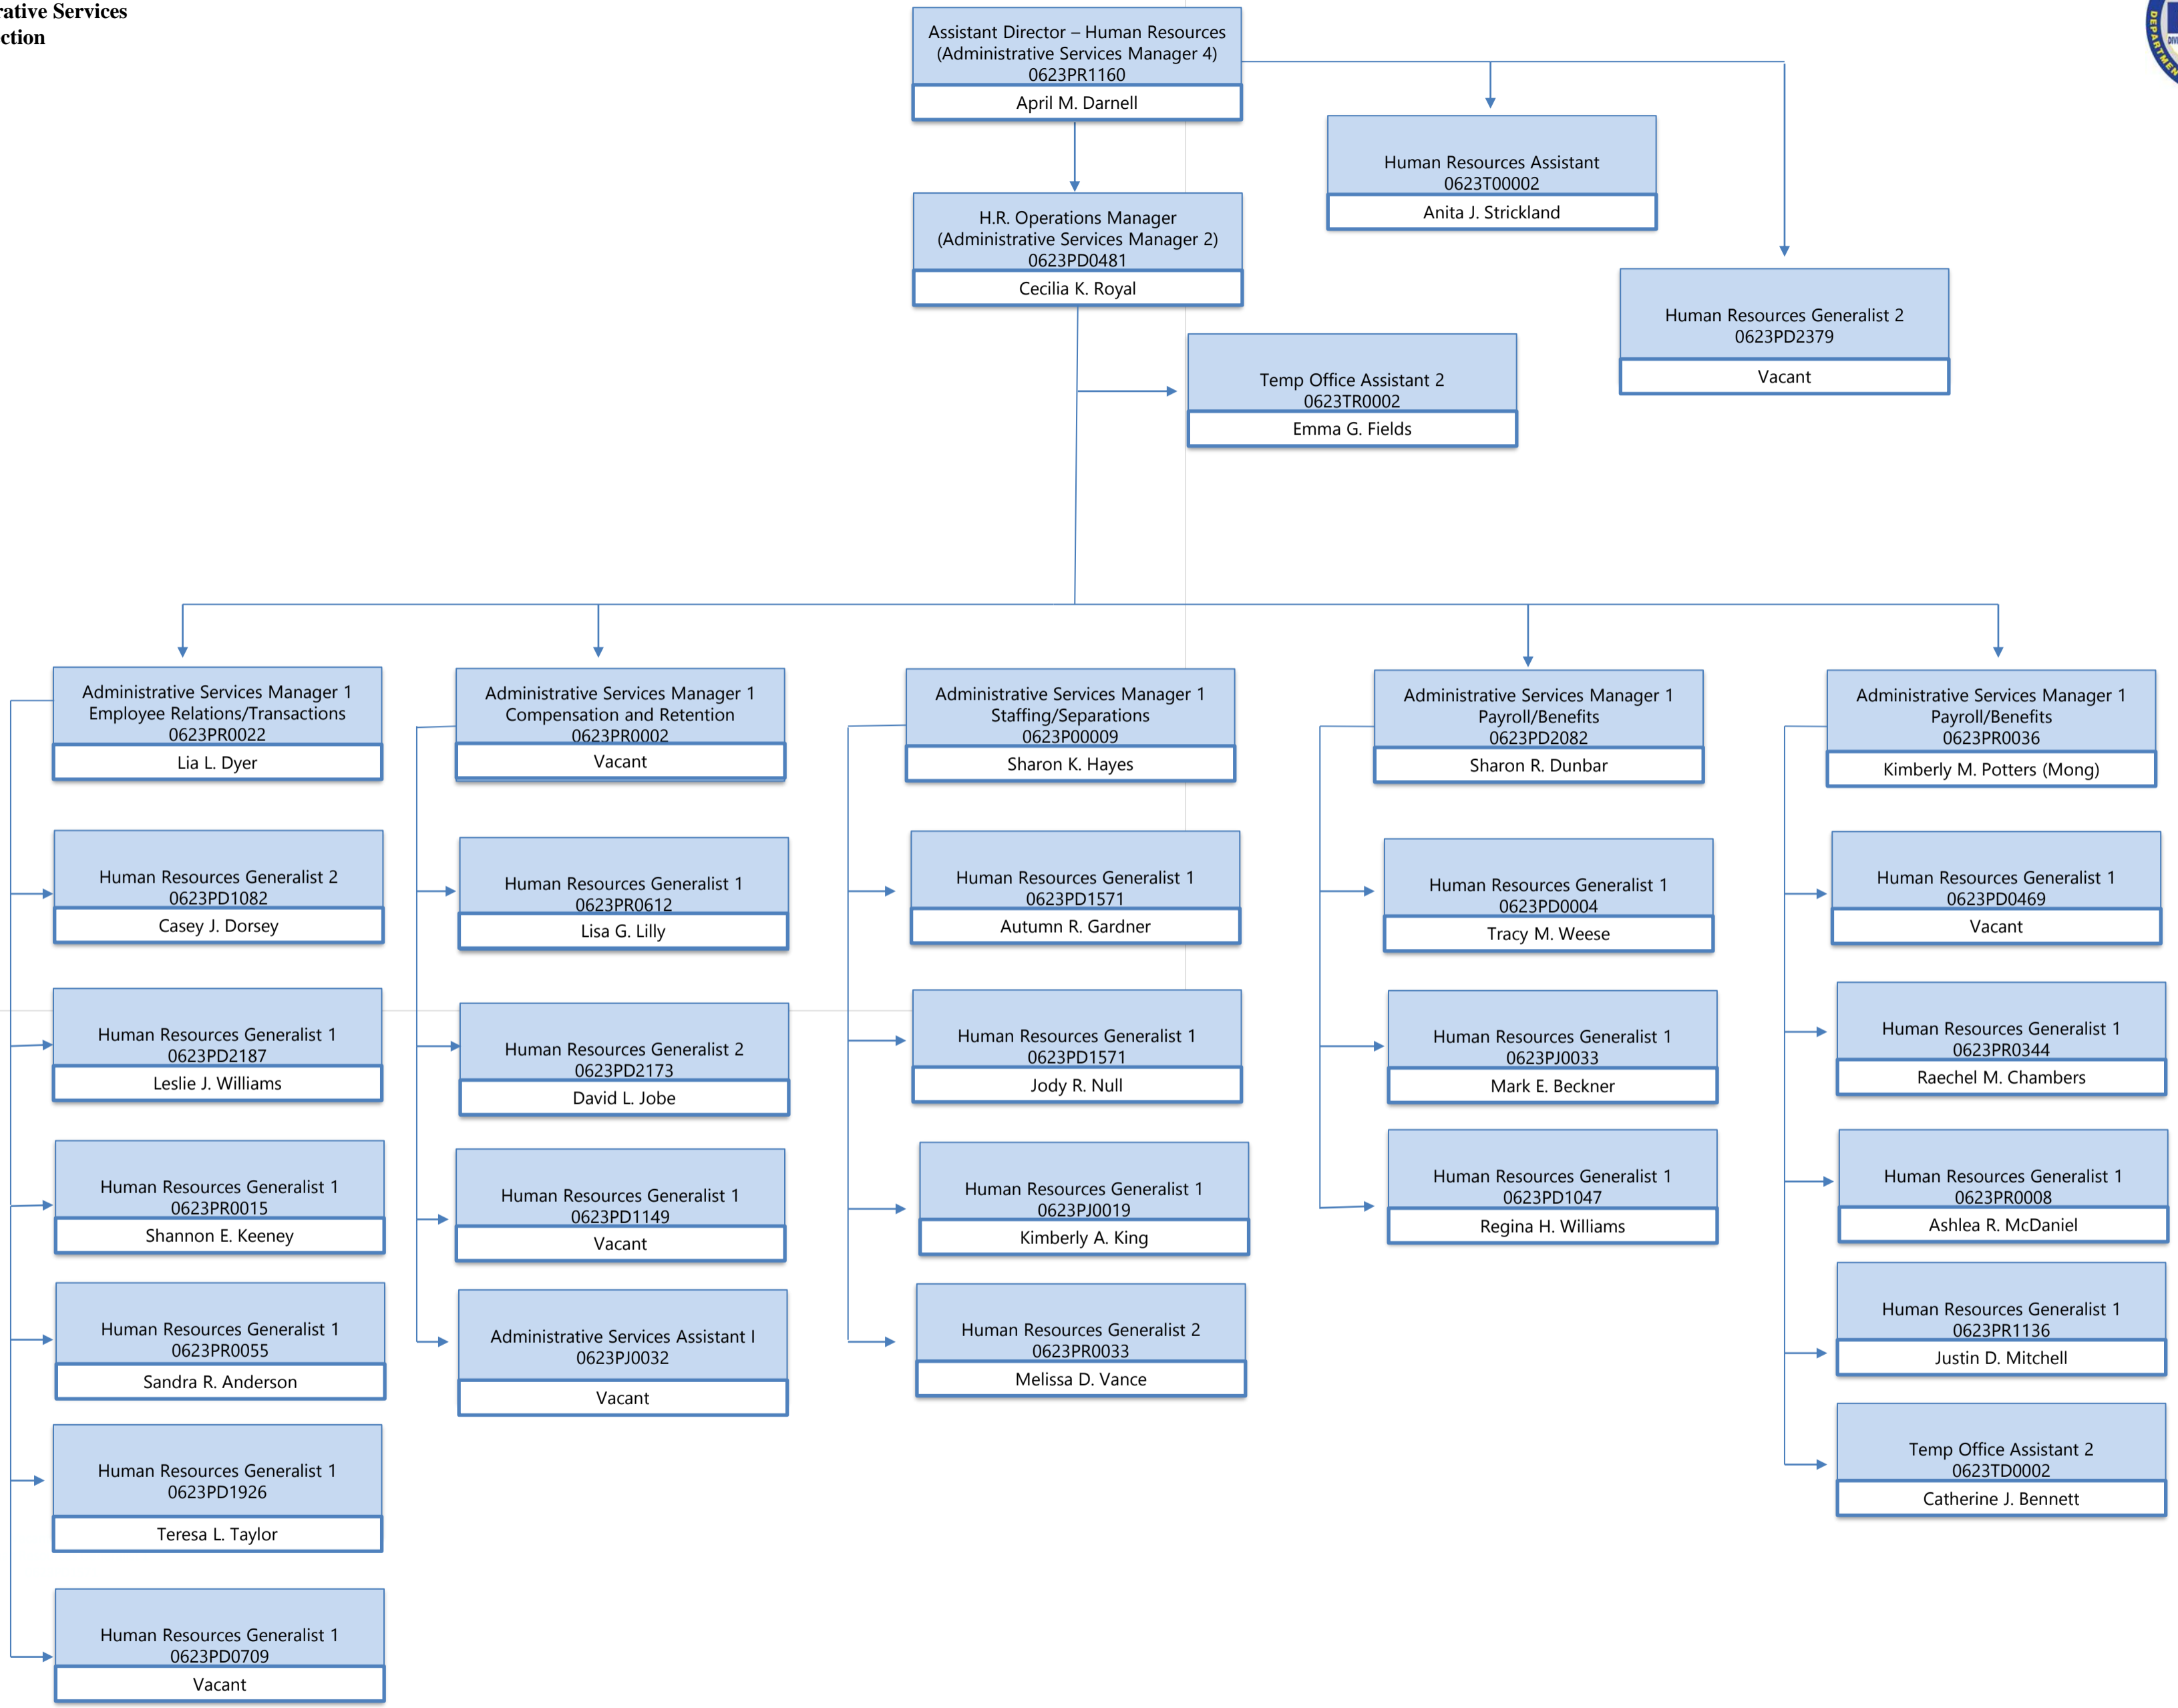 rative Services
ction
Assistant Director – Human Resources
(Administrative Services Manager 4)
0623PR1160
April M. Darnell
Human Resources Assistant
0623T00002
Anita J. Strickland
H.R. Operations Manager
(Administrative Services Manager 2)
0623PD0481
Cecilia K. Royal
Human Resources Generalist 2
0623PD2379
Vacant
Temp Office Assistant 2
0623TR0002
Emma G. Fields
Administrative Services Manager 1
Employee Relations/Transactions
0623PR0022
Lia L. Dyer
Human Resources Generalist 2
0623PD1082
Casey J. Dorsey
Human Resources Generalist 1
0623PD2187
Leslie J. Williams
Human Resources Generalist 1
0623PR0015
Shannon E. Keeney
Human Resources Generalist 1
0623PR0055
Sandra R. Anderson
Human Resources Generalist 1
0623PD1926
Teresa L. Taylor
Human Resources Generalist 1
0623PD0709
Vacant
Administrative Services Manager 1
Compensation and Retention
0623PR0002
Vacant
Human Resources Generalist 1
0623PR0612
Lisa G. Lilly
Human Resources Generalist 2
0623PD2173
David L. Jobe
Human Resources Generalist 1
0623PD1149
Vacant
Administrative Services Assistant I
0623PJ0032
Vacant
Administrative Services Manager 1
Staffing/Separations
0623P00009
Sharon K. Hayes
Human Resources Generalist 1
0623PD1571
Autumn R. Gardner
Human Resources Generalist 1
0623PD1571
Jody R. Null
Human Resources Generalist 1
0623PJ0019
Kimberly A. King
Human Resources Generalist 2
0623PR0033
Melissa D. Vance
Administrative Services Manager 1
Payroll/Benefits
0623PD2082
Sharon R. Dunbar
Human Resources Generalist 1
0623PD0004
Tracy M. Weese
Human Resources Generalist 1
0623PJ0033
Mark E. Beckner
Human Resources Generalist 1
0623PD1047
Regina H. Williams
Administrative Services Manager 1
Payroll/Benefits
0623PR0036
Kimberly M. Potters (Mong)
Human Resources Generalist 1
0623PD0469
Vacant
Human Resources Generalist 1
0623PR0344
Raechel M. Chambers
Human Resources Generalist 1
0623PR0008
Ashlea R. McDaniel
Human Resources Generalist 1
0623PR1136
Justin D. Mitchell
Temp Office Assistant 2
0623TD0002
Catherine J. Bennett